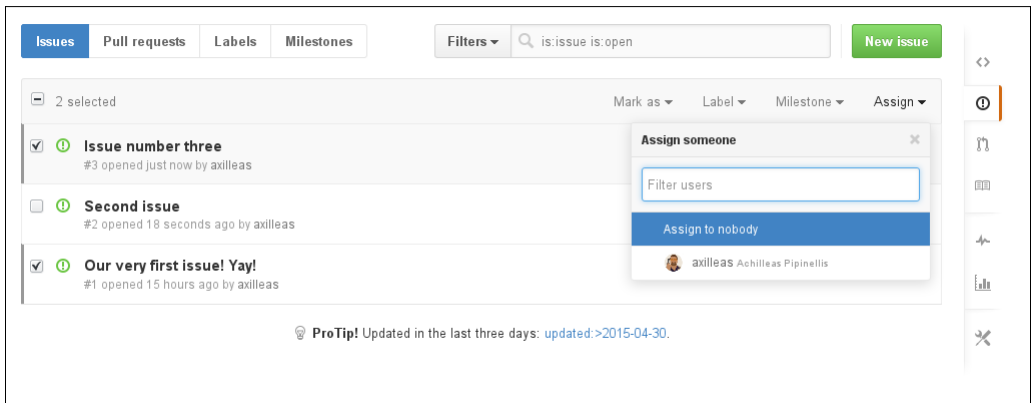 Issues Pull requests Labels Milestones Filters is:issue is:open New issue
2 selected Mark as Label Milestone Assign
Issue number three
#3 opened just now by axilleas
Second issue
#2 opened 18 seconds ago by axilleas
Our very first issue! Yay!
#1 opened 15 hours ago by axilleas
Assign someone
Filter users
Assign to nobody
axilleas Achilleas Pipinellis
ProTip! Updated in the last three days: updated:>2015-04-30.